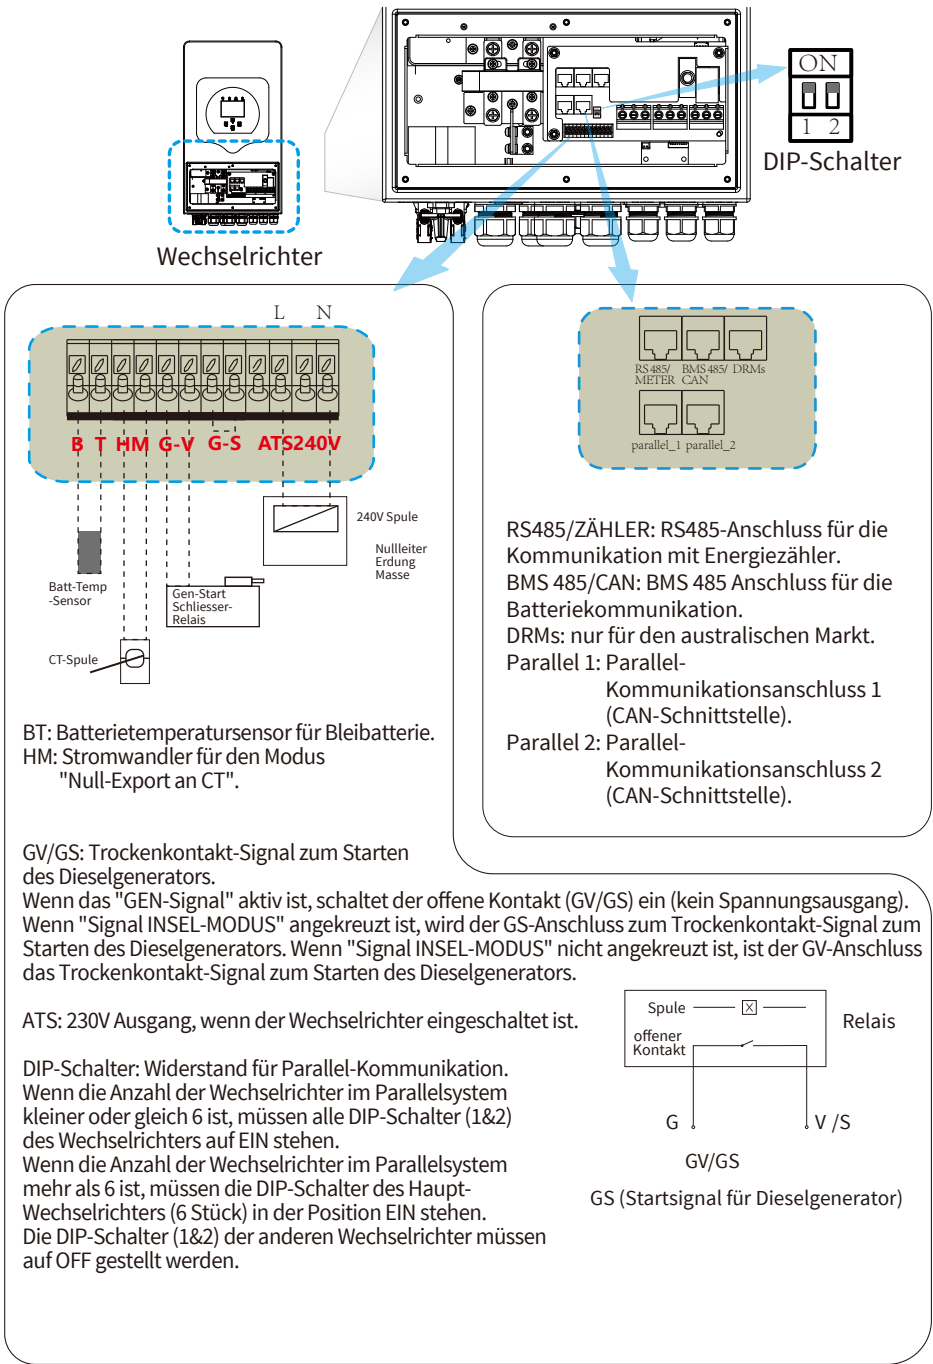 ON
1 2
DIP-Schalter
Wechselrichter
L N
B T HM G-V G-S ATS240V
240V Spule
Nullleiter
Erdung
Masse
Batt-Temp
-Sensor
Gen-Start
Schliesser-
Relais
CT-Spule
BT: Batterietemperatursensor für Bleibatterie.
HM: Stromwandler für den Modus
"Null-Export an CT".
RS485/
METER
BMS 485/
CAN
DRMs
parallel_1 parallel_2
RS485/ZÄHLER: RS485-Anschluss für die
Kommunikation mit Energiezähler.
BMS 485/CAN: BMS 485 Anschluss für die
Batteriekommunikation.
DRMs: nur für den australischen Markt.
Parallel 1: Parallel-
Kommunikationsanschluss 1
(CAN-Schnittstelle).
Parallel 2: Parallel-
Kommunikationsanschluss 2
(CAN-Schnittstelle).
GV/GS: Trockenkontakt-Signal zum Starten
des Dieselgenerators.
Wenn das "GEN-Signal" aktiv ist, schaltet der offene Kontakt (GV/GS) ein (kein Spannungsausgang).
Wenn "Signal INSEL-MODUS" angekreuzt ist, wird der GS-Anschluss zum Trockenkontakt-Signal zum
Starten des Dieselgenerators. Wenn "Signal INSEL-MODUS" nicht angekreuzt ist, ist der GV-Anschluss
das Trockenkontakt-Signal zum Starten des Dieselgenerators.
ATS: 230V Ausgang, wenn der Wechselrichter eingeschaltet ist.
DIP-Schalter: Widerstand für Parallel-Kommunikation.
Wenn die Anzahl der Wechselrichter im Parallelsystem
kleiner oder gleich 6 ist, müssen alle DIP-Schalter (1&2)
des Wechselrichters auf EIN stehen.
Wenn die Anzahl der Wechselrichter im Parallelsystem
mehr als 6 ist, müssen die DIP-Schalter des Haupt-
Wechselrichters (6 Stück) in der Position EIN stehen.
Die DIP-Schalter (1&2) der anderen Wechselrichter müssen
auf OFF gestellt werden.
Spule X
Relais
offener
Kontakt
G V /S
GV/GS
GS (Startsignal für Dieselgenerator)